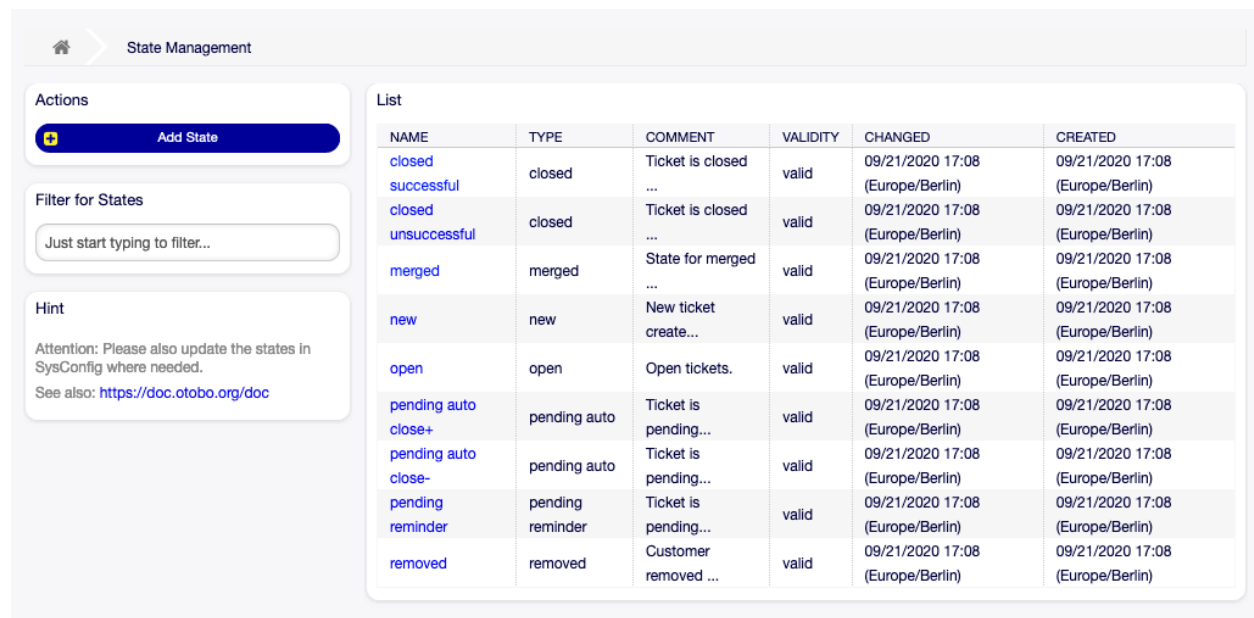 State Management
Actions
Add State
Filter for States
Just start typing to filter...
Hint
Attention: Please also update the states in
SysConfig where needed.
See also: https://doc.otobo.org/doc
List
NAME TYPE COMMENT VALIDITY CHANGED CREATED
closed successful closed Ticket is closed ... valid 09/21/2020 17:08 (Europe/Berlin) 09/21/2020 17:08 (Europe/Berlin)
closed unsuccessful closed Ticket is closed ... valid 09/21/2020 17:08 (Europe/Berlin) 09/21/2020 17:08 (Europe/Berlin)
merged merged State for merged ... valid 09/21/2020 17:08 (Europe/Berlin) 09/21/2020 17:08 (Europe/Berlin)
new new New ticket create... valid 09/21/2020 17:08 (Europe/Berlin) 09/21/2020 17:08 (Europe/Berlin)
open open Open tickets. valid 09/21/2020 17:08 (Europe/Berlin) 09/21/2020 17:08 (Europe/Berlin)
pending auto close+ pending auto Ticket is pending... valid 09/21/2020 17:08 (Europe/Berlin) 09/21/2020 17:08 (Europe/Berlin)
pending auto close- pending auto Ticket is pending... valid 09/21/2020 17:08 (Europe/Berlin) 09/21/2020 17:08 (Europe/Berlin)
pending reminder pending reminder Ticket is pending... valid 09/21/2020 17:08 (Europe/Berlin) 09/21/2020 17:08 (Europe/Berlin)
removed removed Customer removed ... valid 09/21/2020 17:08 (Europe/Berlin) 09/21/2020 17:08 (Europe/Berlin)